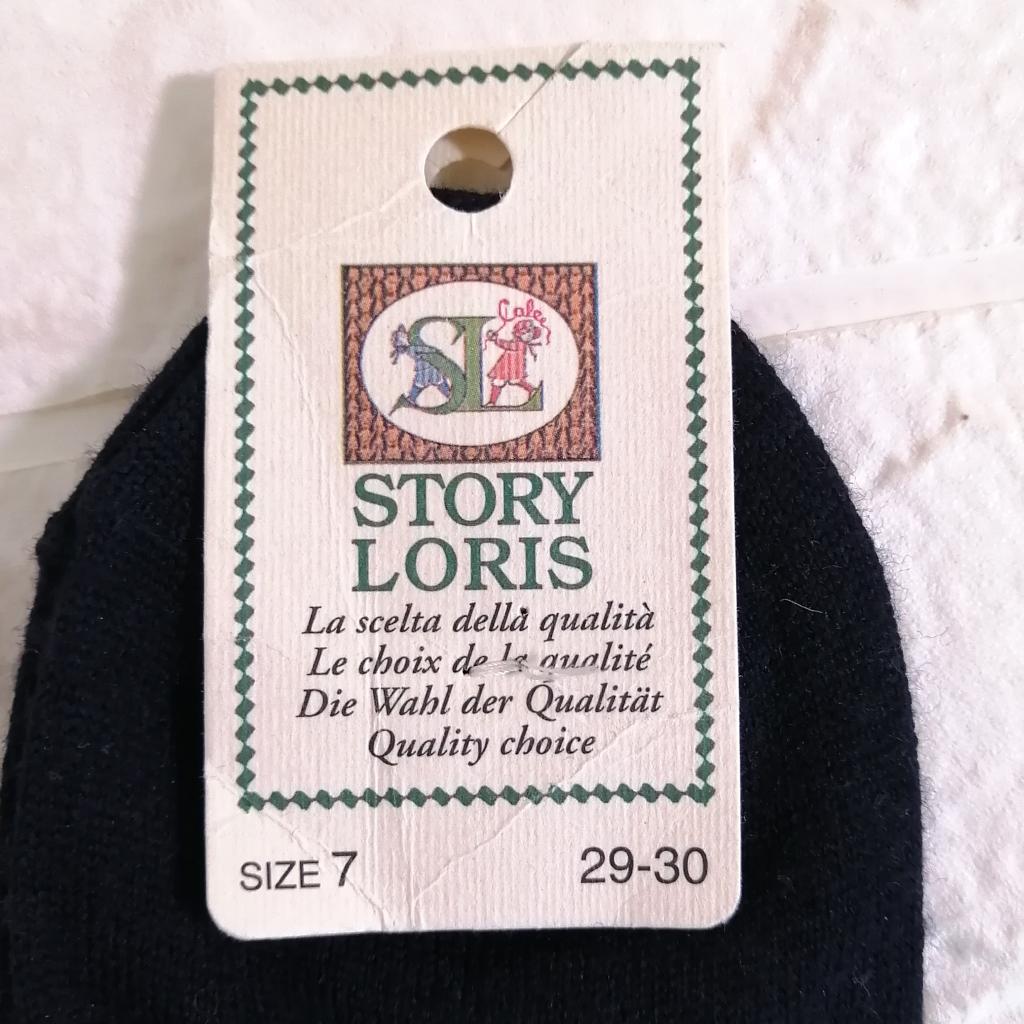 SL
STORY
LORIS
La scelta della qualità
Le choix de la qualité
Die Wahl der Qualität
Quality choice
SIZE 7 29-30